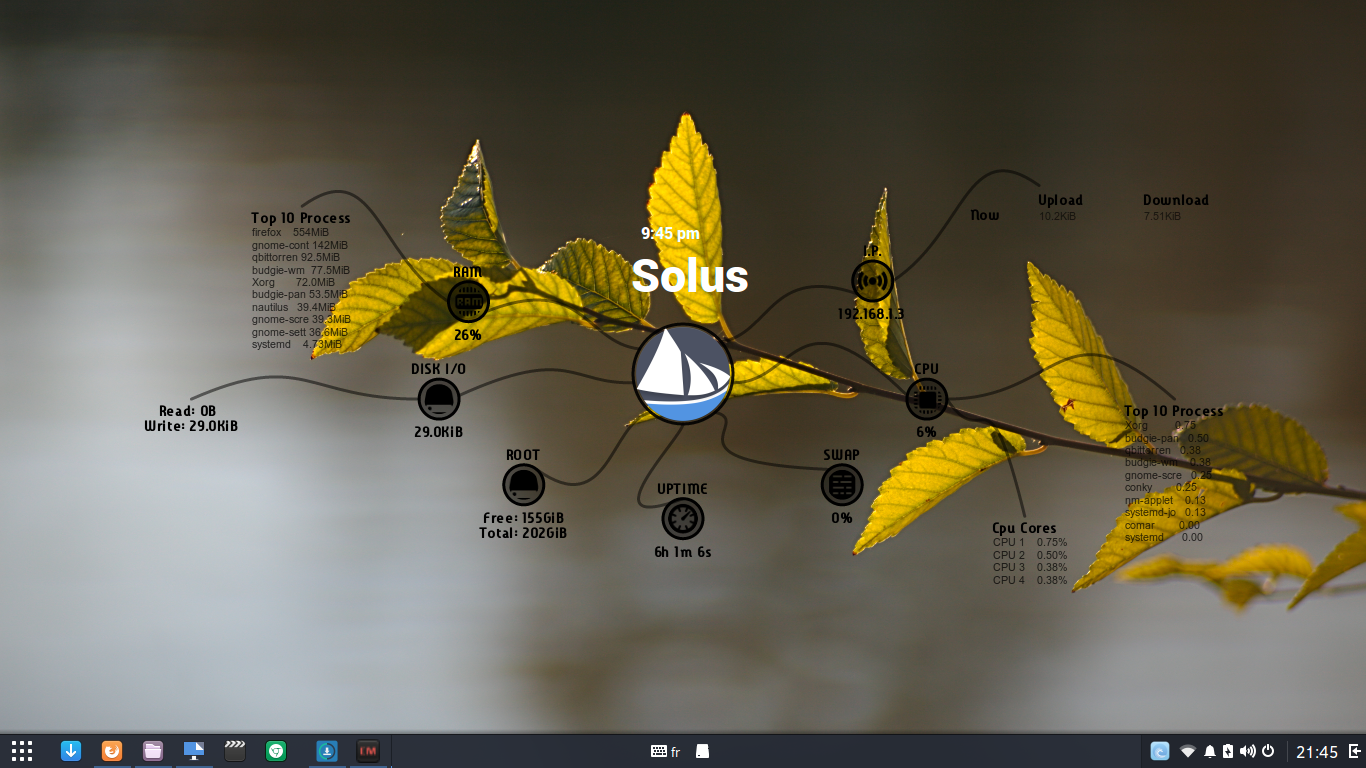 9:45 pm
Solus
Top 10 Process
firefox 554MiB
gnome-cont 142MiB
qbittorren 92.5MiB
budgie-wm 77.5MiB
Xorg 72.0MiB
budgie-pan 53.5MiB
nautilus 39.4MiB
gnome-scre 39.3MiB
gnome-sett 36.6MiB
systemd 4.73MiB
RAM
RAM
26%
DISK I/O
29.0KiB
Read: 0B
Write: 29.0KiB
ROOT
Free: 155GiB
Total: 202GiB
UPTIME
6h 1m 6s
SWAP
0%
I.P.
192.168.1.3
Now
Upload
10.2KiB
Download
7.51KiB
CPU
6%
Top 10 Process
Xorg 0.75
budgie-pan 0.50
qbittorren 0.38
budgie-wm 0.38
gnome-scre 0.25
conky 0.25
nm-applet 0.13
systemd-jo 0.13
comar 0.00
systemd 0.00
Cpu Cores
CPU 1 0.75%
CPU 2 0.50%
CPU 3 0.38%
CPU 4 0.38%
fr
21:45